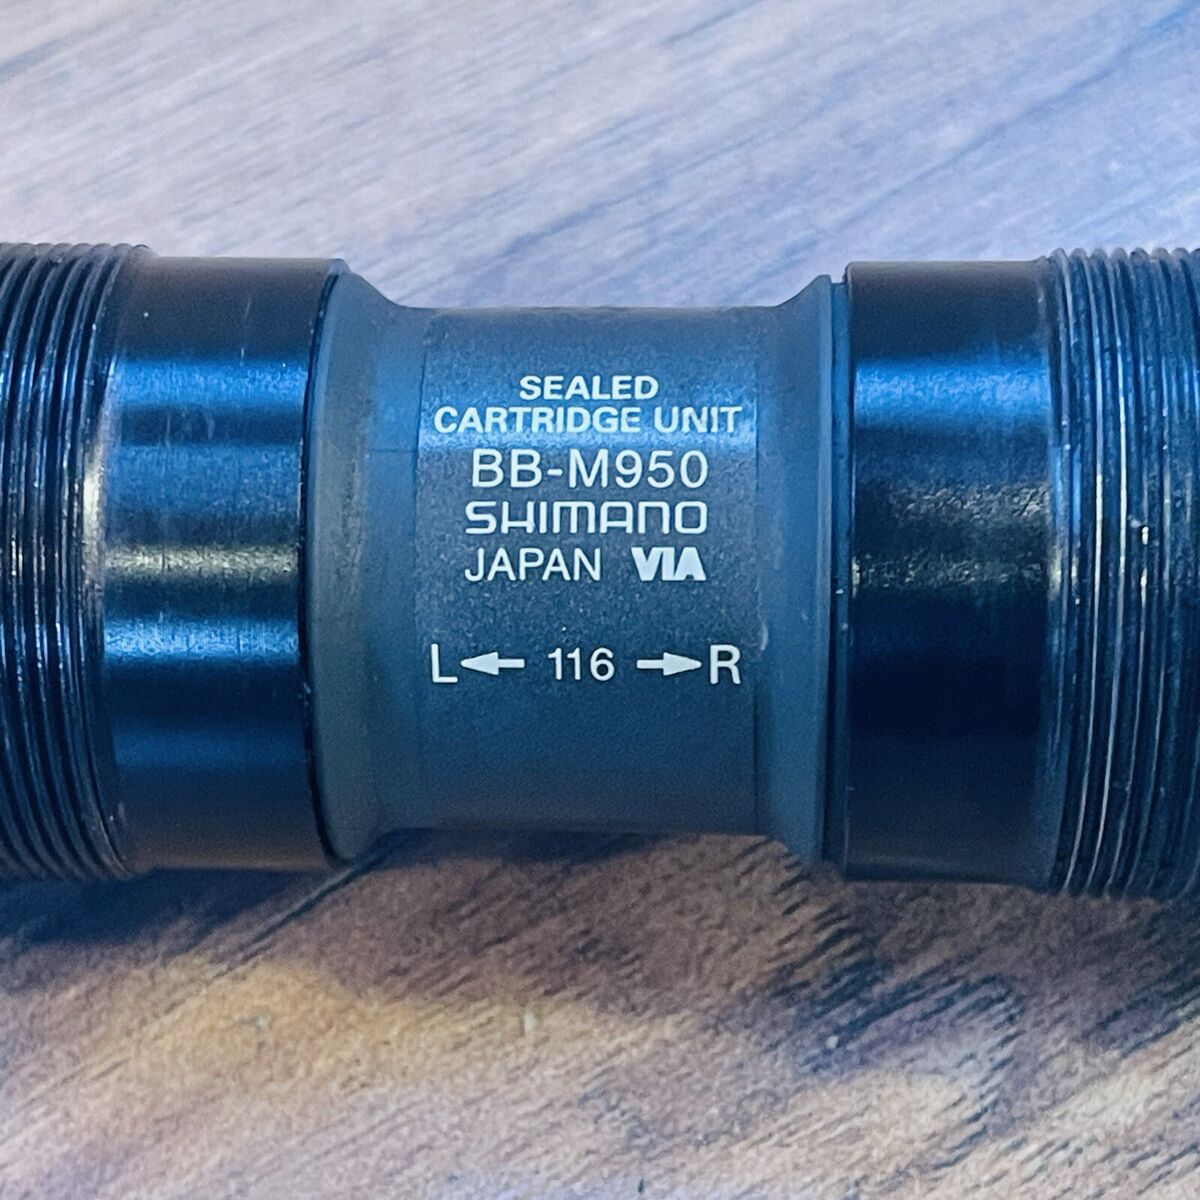 SEALED
CARTRIDGE UNIT
BB-M950
SHIMANO
JAPAN VIA
L← 116 →R